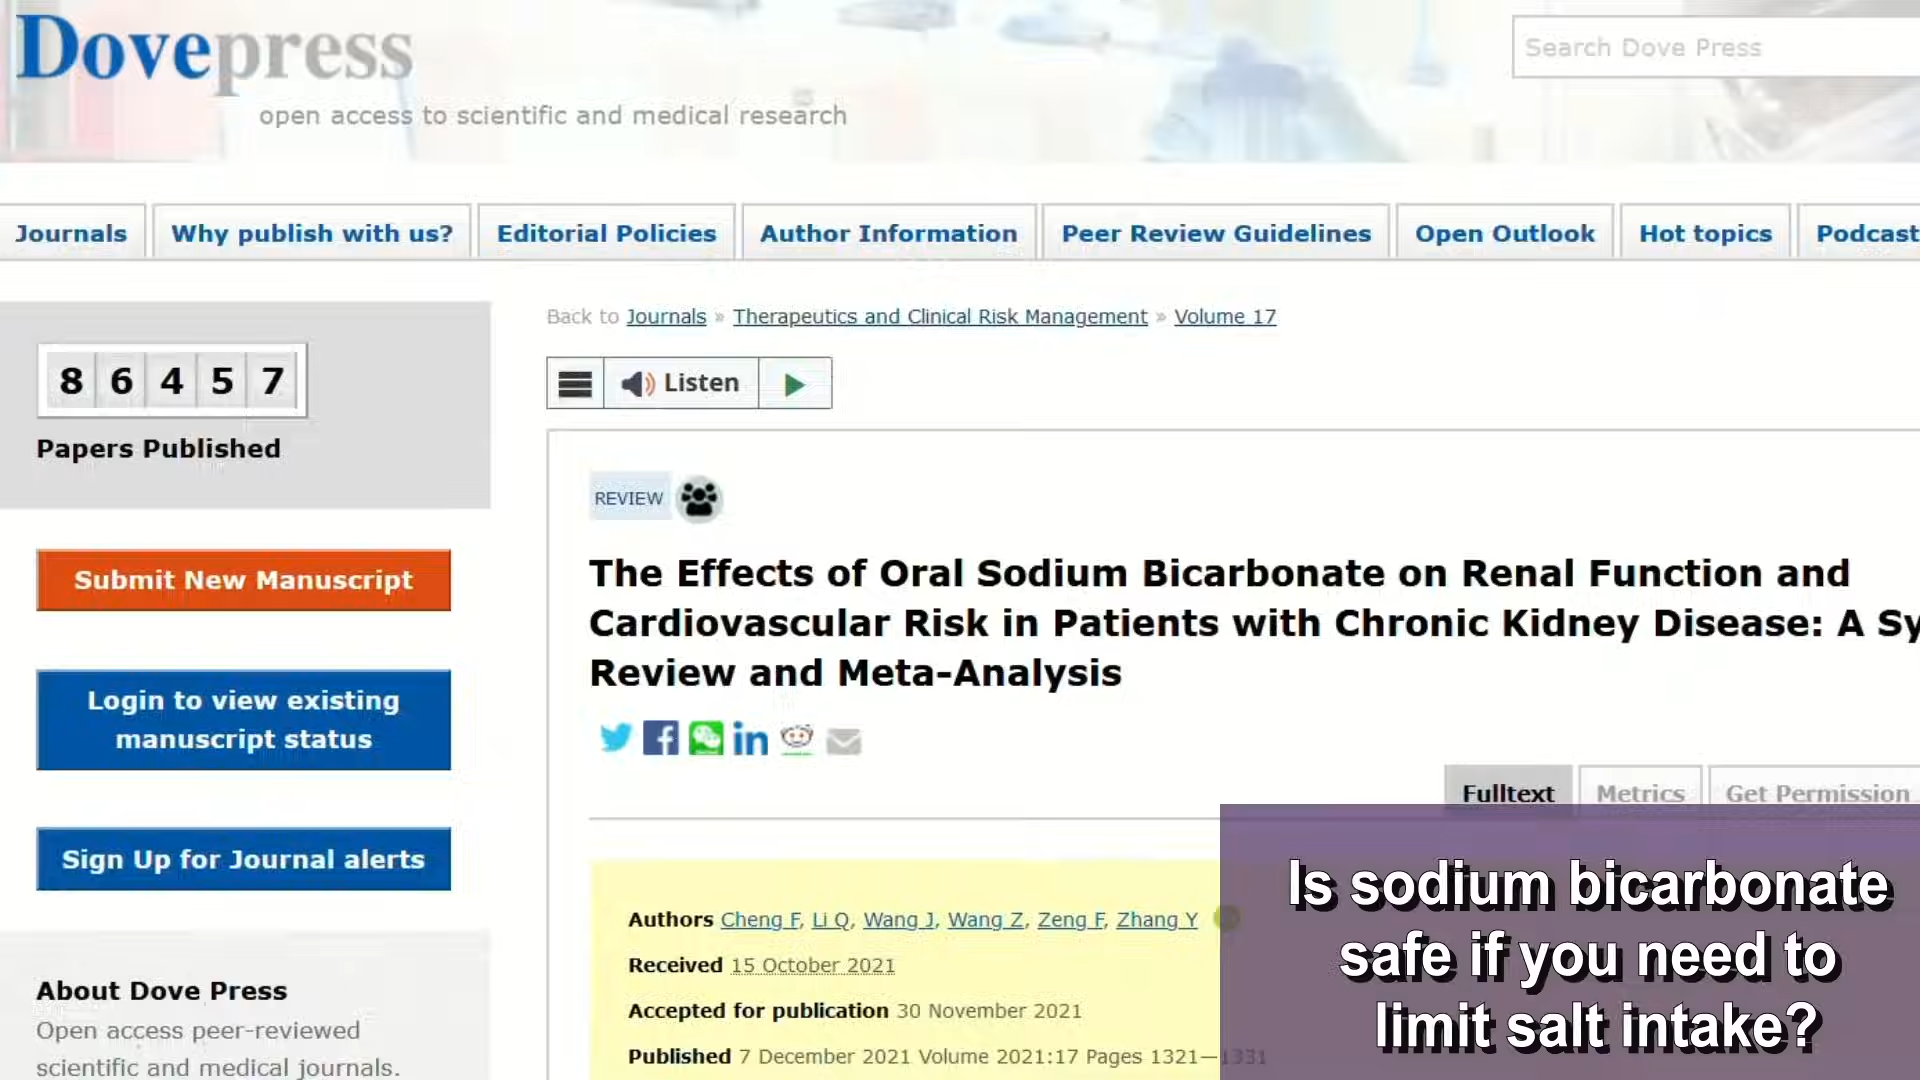 Dovepress
open access to scientific and medical research
Search Dove Press
Journals
Why publish with us?
Editorial Policies
Author Information
Peer Review Guidelines
Open Outlook
Hot topics
Podcast
Back to Journals » Therapeutics and Clinical Risk Management » Volume 17
8 6 4 5 7
Papers Published
Listen
REVIEW
The Effects of Oral Sodium Bicarbonate on Renal Function and
Cardiovascular Risk in Patients with Chronic Kidney Disease: A Sy
Review and Meta-Analysis
Submit New Manuscript
Login to view existing
manuscript status
Sign Up for Journal alerts
Fulltext
Metrics
Get Permission
Authors Cheng F, Li Q, Wang J, Wang Z, Zeng F, Zhang Y
Received 15 October 2021
Accepted for publication 30 November 2021
Published 7 December 2021 Volume 2021:17 Pages 1321—1331
About Dove Press
Open access peer-reviewed
scientific and medical journals.
Is sodium bicarbonate
safe if you need to
limit salt intake?